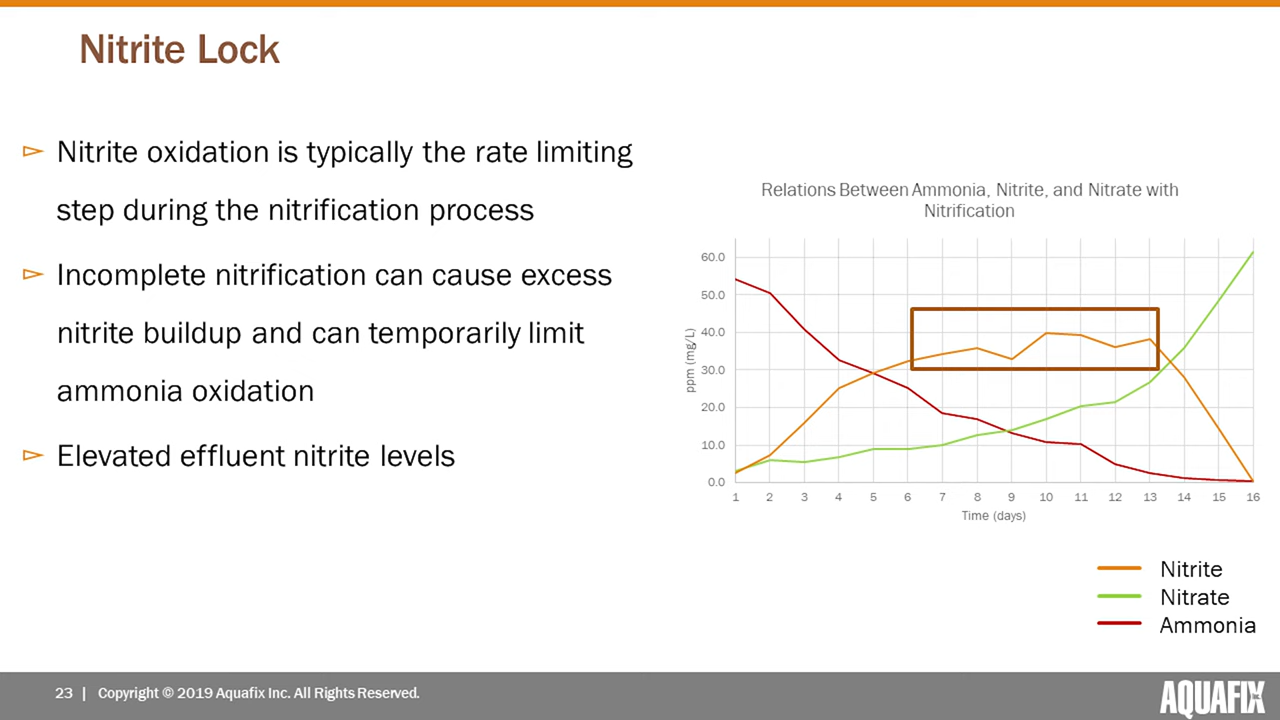 Nitrite Lock
Nitrite oxidation is typically the rate limiting
step during the nitrification process
Incomplete nitrification can cause excess
nitrite buildup and can temporarily limit
ammonia oxidation
Elevated effluent nitrite levels
Relations Between Ammonia, Nitrite, and Nitrate with
Nitrification
60.0
50.0
40.0
30.0
20.0
10.0
0.0
ppm (mg/L)
1 2 3 4 5 6 7 8 9 10 11 12 13 14 15 16
Time (days)
Nitrite
Nitrate
Ammonia
23 | Copyright © 2019 Aquafix Inc. All Rights Reserved.
AQUAFIX